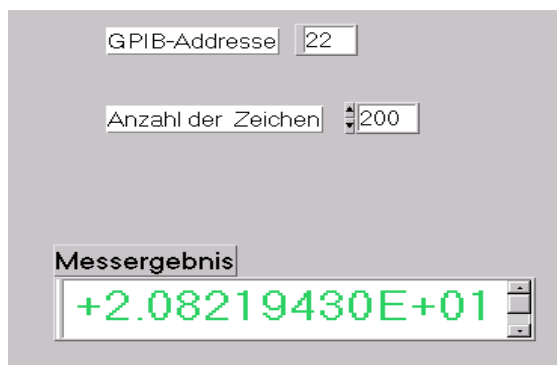 GPIB-Addresse 22
Anzahl der Zeichen 200
Messergebnis
+2.08219430E+01